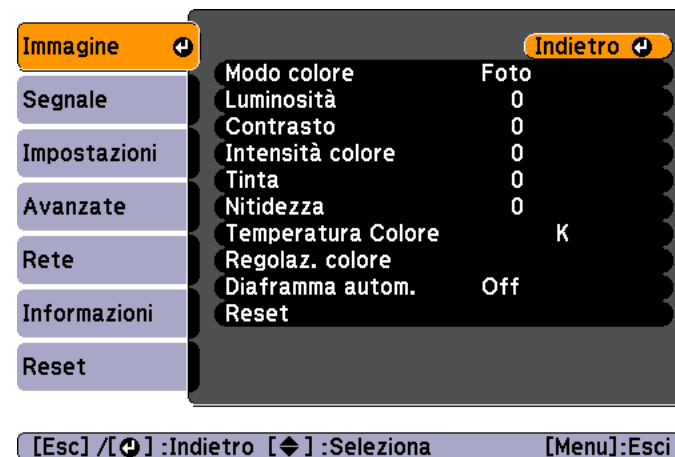 Immagine
Segnale
Impostazioni
Avanzate
Rete
Informazioni
Reset
Indietro
Modo colore Foto
Luminosità 0
Contrasto 0
Intensità colore 0
Tinta 0
Nitidezza 0
Temperatura Colore K
Regolaz. colore
Diaframma autom. Off
Reset
[Esc] /[ ] :Indietro [ ] :Seleziona [Menu]:Esci